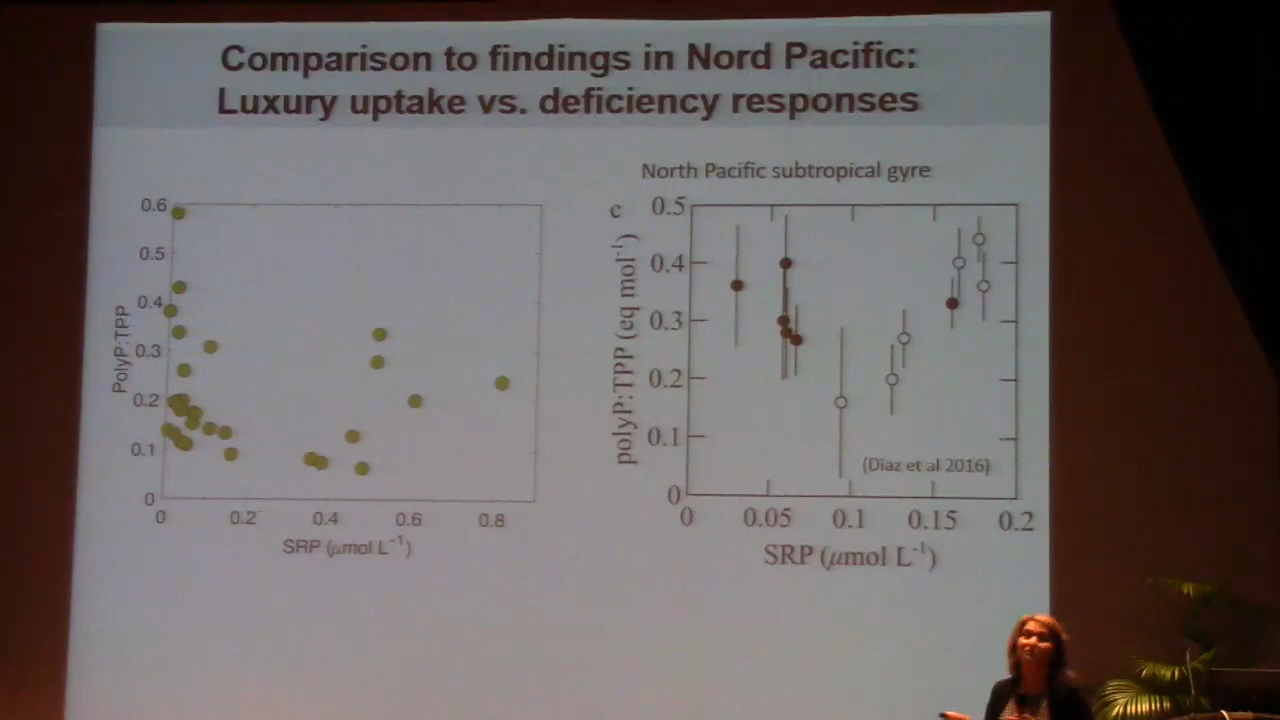 Comparison to findings in Nord Pacific:
Luxury uptake vs. deficiency responses
PolyP:TPP
0.6
0.5
0.4
0.3
0.2
0.1
0
0 0.2 0.4 0.6 0.8
SRP (μmol L⁻¹)
North Pacific subtropical gyre
c
polyP:TPP (eq mol⁻¹)
0.5
0.4
0.3
0.2
0.1
0
(Diaz et al 2016)
0 0.05 0.1 0.15 0.2
SRP (μmol L⁻¹)